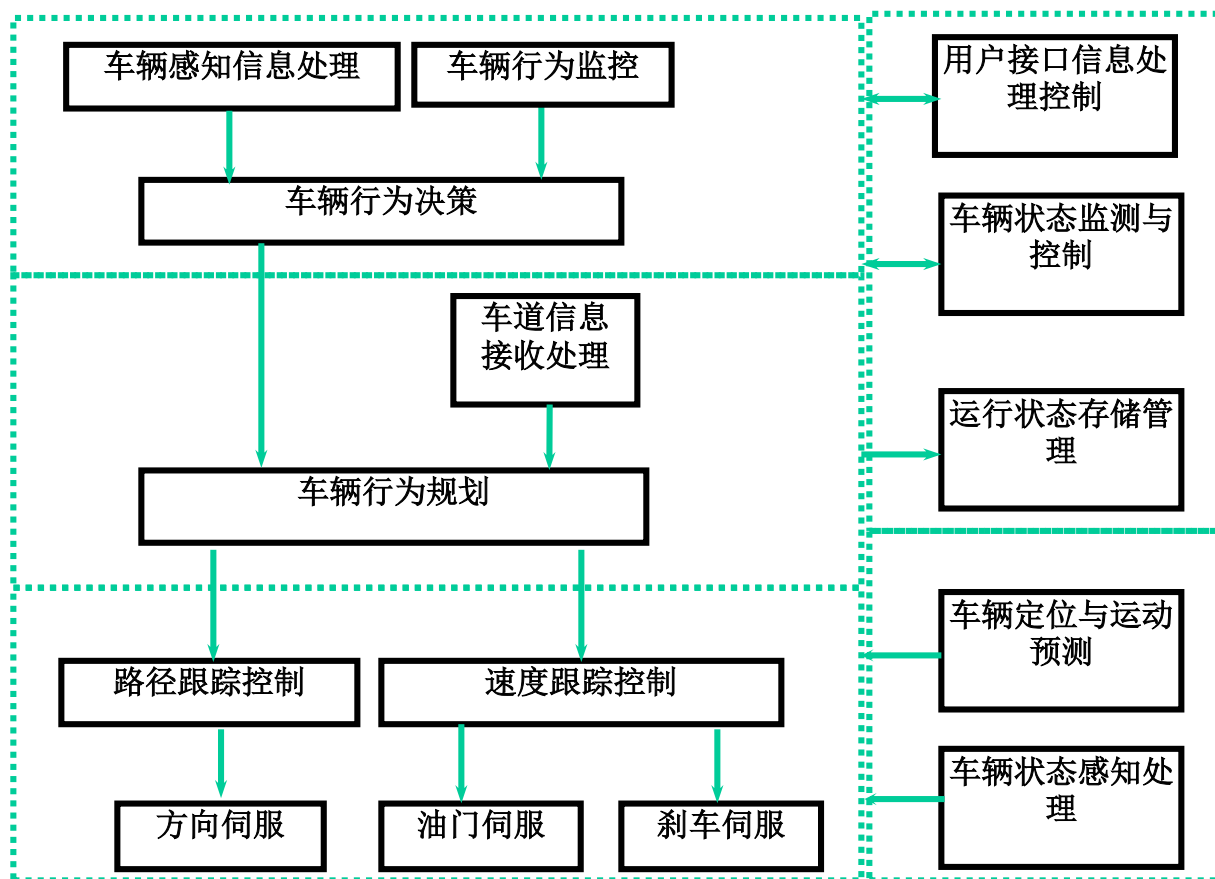 车辆感知信息处理
车辆行为监控
车辆行为决策
车道信息
接收处理
车辆行为规划
路径跟踪控制
速度跟踪控制
方向伺服
油门伺服
刹车伺服
用户接口信息处
理控制
车辆状态监测与
控制
运行状态存储管
理
车辆定位与运动
预测
车辆状态感知处
理